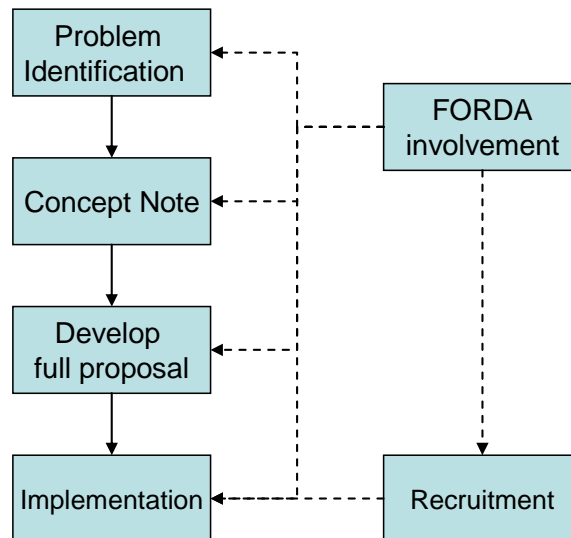 Problem
Identification
FORDA
involvement
Concept Note
Develop
full proposal
Implementation
Recruitment